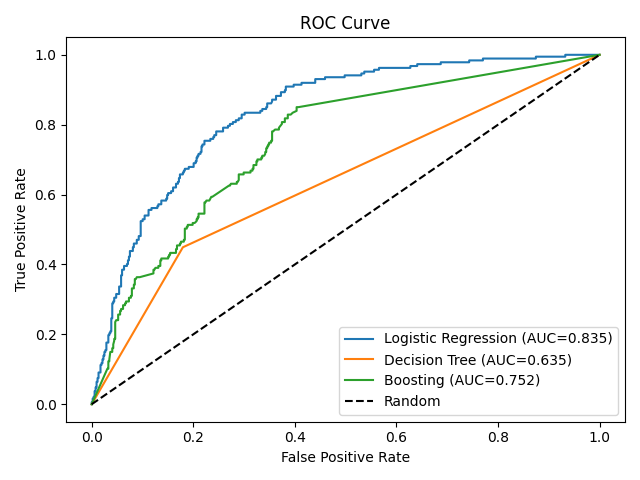 ROC Curve
1.0
0.8
0.6
0.4
0.2
0.0
True Positive Rate
Logistic Regression (AUC=0.835)
Decision Tree (AUC=0.635)
Boosting (AUC=0.752)
Random
0.0 0.2 0.4 0.6 0.8 1.0
False Positive Rate